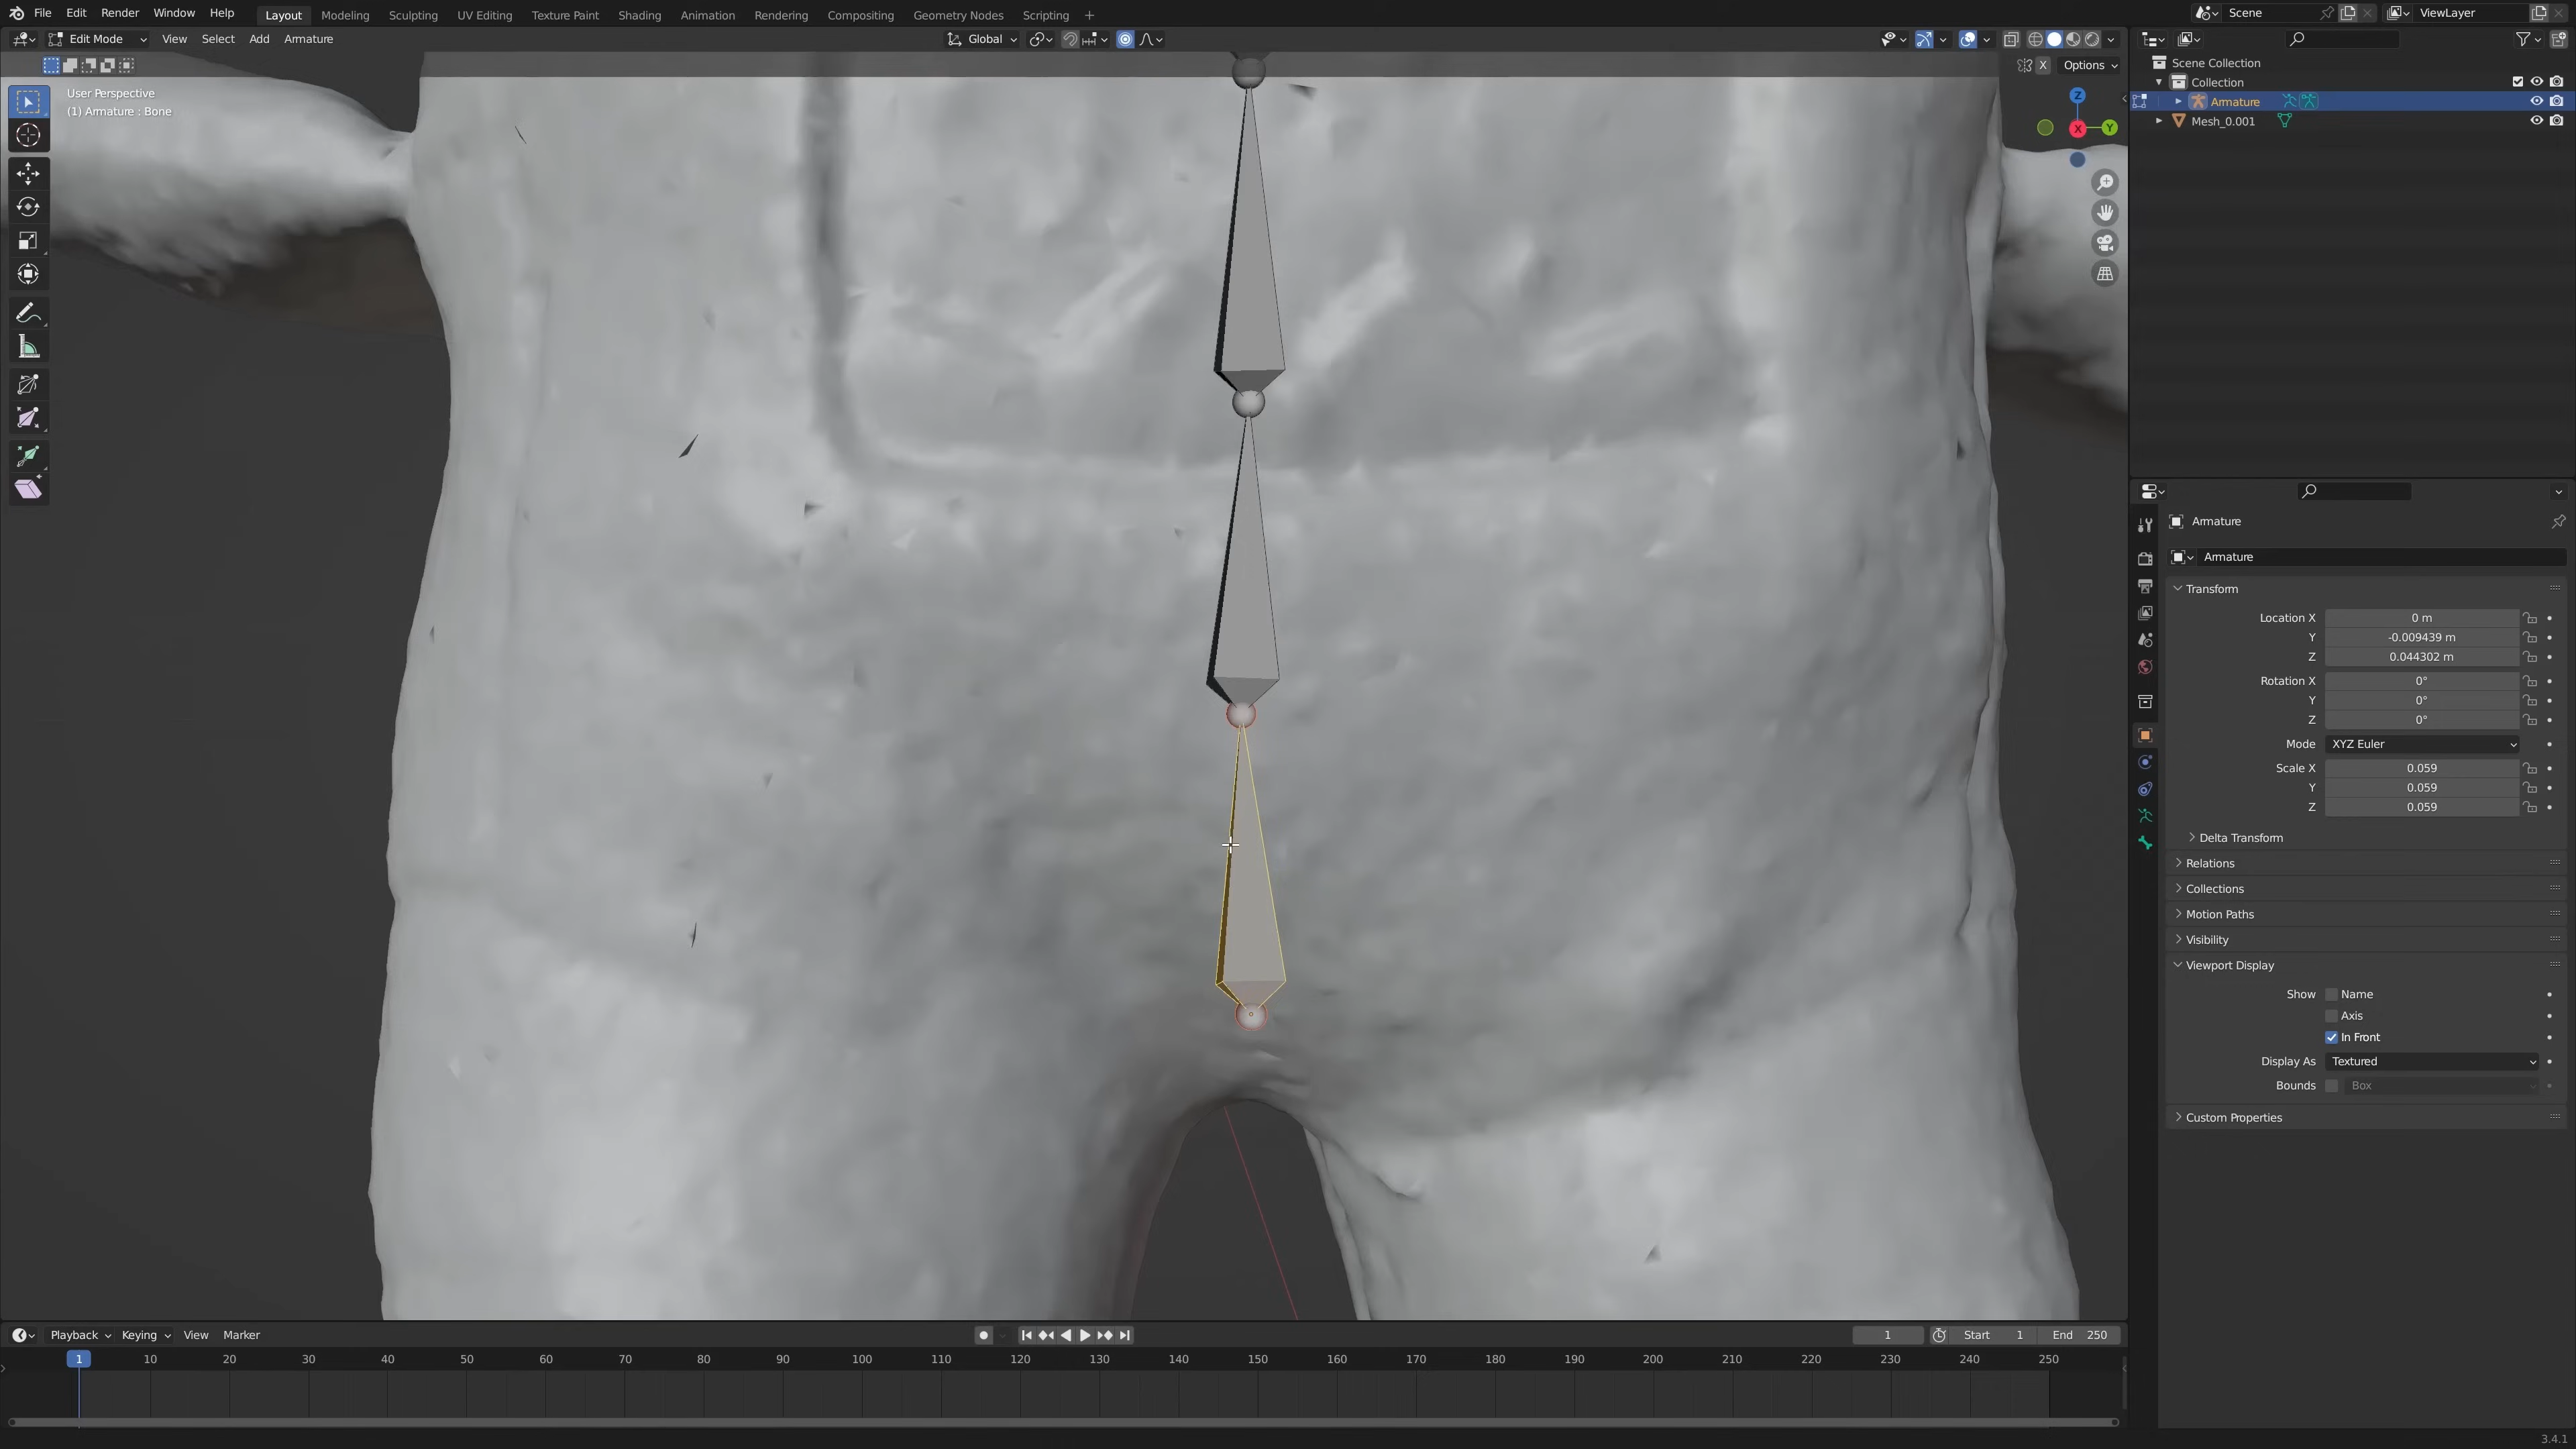 File Edit Render Window Help Layout Modeling Sculpting UV Editing Texture Paint Shading Animation Rendering Compositing Geometry Nodes Scripting + Scene ViewLayer
Edit Mode View Select Add Armature Global
X Options
User Perspective
(1) Armature : Bone
Z
X Y
Scene Collection
Collection
Armature
Mesh_0.001
Armature
Armature
Transform
Location X 0 m
Y -0.009439 m
Z 0.044302 m
Rotation X 0°
Y 0°
Z 0°
Mode XYZ Euler
Scale X 0.059
Y 0.059
Z 0.059
Delta Transform
Relations
Collections
Motion Paths
Visibility
Viewport Display
Show Name
Axis
In Front
Display As Textured
Bounds Box
Custom Properties
Playback Keying View Marker 1 Start 1 End 250
1 10 20 30 40 50 60 70 80 90 100 110 120 130 140 150 160 170 180 190 200 210 220 230 240 250
3.4.1